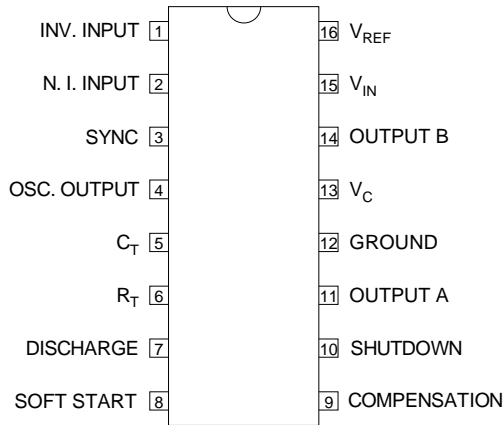 INV. INPUT 1 16 VREF
N. I. INPUT 2 15 VIN
SYNC 3 14 OUTPUT B
OSC. OUTPUT 4 13 VC
CT 5 12 GROUND
RT 6 11 OUTPUT A
DISCHARGE 7 10 SHUTDOWN
SOFT START 8 9 COMPENSATION